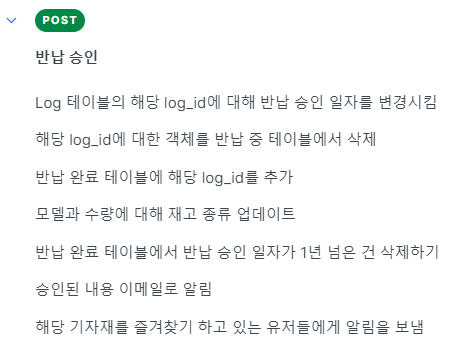 POST
반납 승인
Log 테이블의 해당 log_id에 대해 반납 승인 일자를 변경시킴
해당 log_id에 대한 객체를 반납 중 테이블에서 삭제
반납 완료 테이블에 해당 log_id를 추가
모델과 수량에 대해 재고 종류 업데이트
반납 완료 테이블에서 반납 승인 일자가 1년 넘은 건 삭제하기
승인된 내용 이메일로 알림
해당 기자재를 즐겨찾기 하고 있는 유저들에게 알림을 보냄